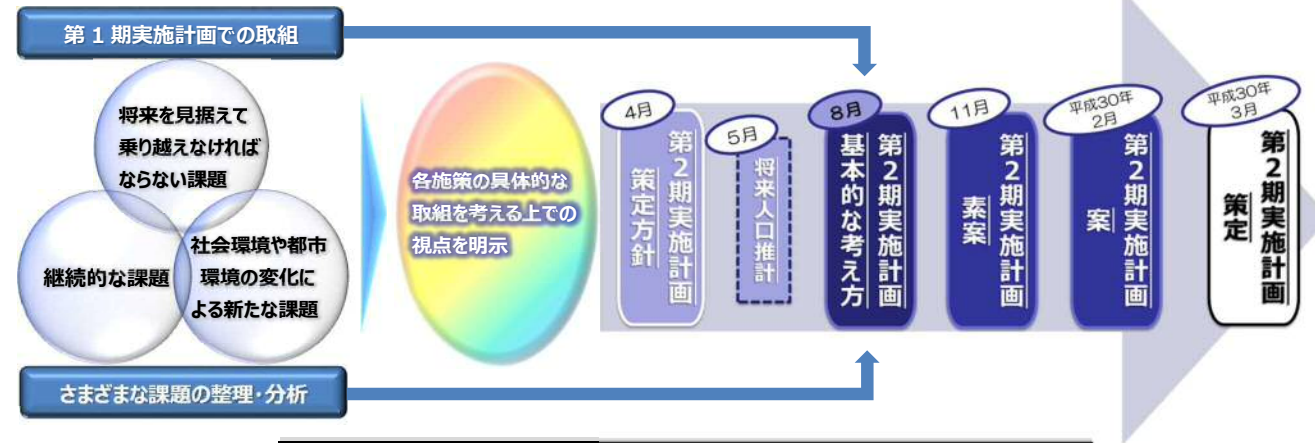 第1期実施計画での取組
将来を見据えて
乗り越えなければ
ならない課題
継続的な課題
社会環境や都市
環境の変化に
よる新たな課題
さまざまな課題の整理・分析
各施策の具体的な
取組を考える上での
視点を明示
4月
第2期実施計画
策定方針
5月
将来人口推計
8月
第2期実施計画
基本的な考え方
11月
第2期実施計画
素案
平成30年
2月
第2期実施計画
案
平成30年
3月
第2期実施計画
策定